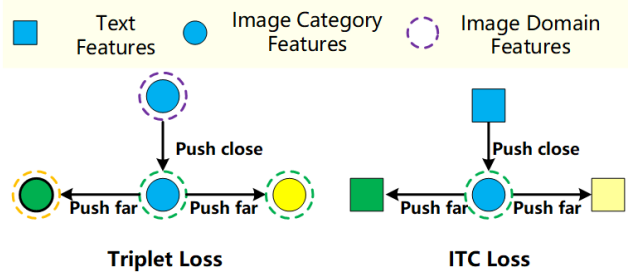 Text Features
Image Category Features
Image Domain Features
Push close
Push far Push far
Triplet Loss
Push close
Push far Push far
ITC Loss